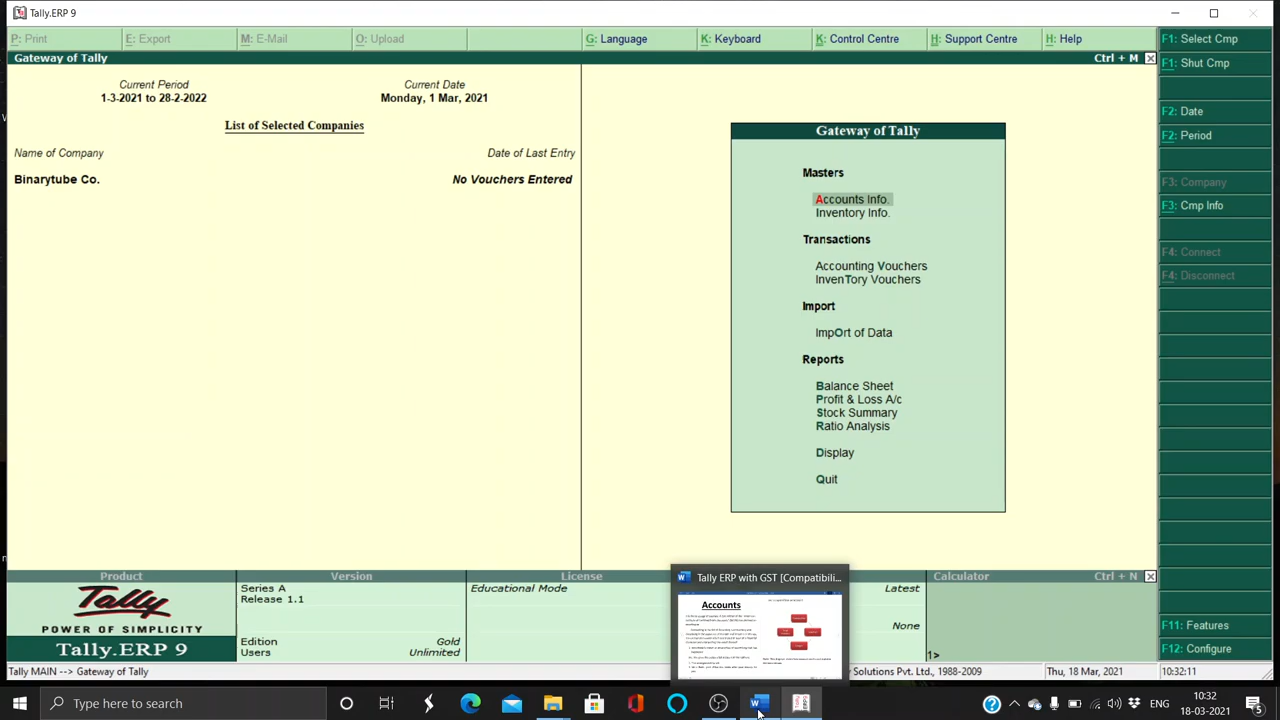 Tally.ERP 9
P: Print
E: Export
M: E-Mail
O: Upload
G: Language
K: Keyboard
K: Control Centre
H: Support Centre
H: Help
Gateway of Tally
Ctrl + M
Current Period
1-3-2021 to 28-2-2022
Current Date
Monday, 1 Mar, 2021
List of Selected Companies
Name of Company
Date of Last Entry
Binarytube Co.
No Vouchers Entered
Gateway of Tally
Masters
Accounts Info.
Inventory Info.
Transactions
Accounting Vouchers
InvenTory Vouchers
Import
ImpOrt of Data
Reports
Balance Sheet
Profit & Loss A/c
Stock Summary
Ratio Analysis
Display
Quit
F1: Select Cmp
F1: Shut Cmp
F2: Date
F2: Period
F3: Company
F3: Cmp Info
F4: Connect
F4: Disconnect
F11: Features
F12: Configure
Product
Tally
POWER OF SIMPLICITY
Tally.ERP 9
Version
Series A
Release 1.1
Edition
Gold
Users
Unlimited
License
Educational Mode
Tally ERP with GST [Compatibili...
Accounts
Latest
None
Calculator
Ctrl + N
1>
Tally MAIN --> Gateway of Tally
Solutions Pvt. Ltd., 1988-2009
Thu, 18 Mar, 2021
10:32:11
Type here to search
ENG
10:32
18-03-2021